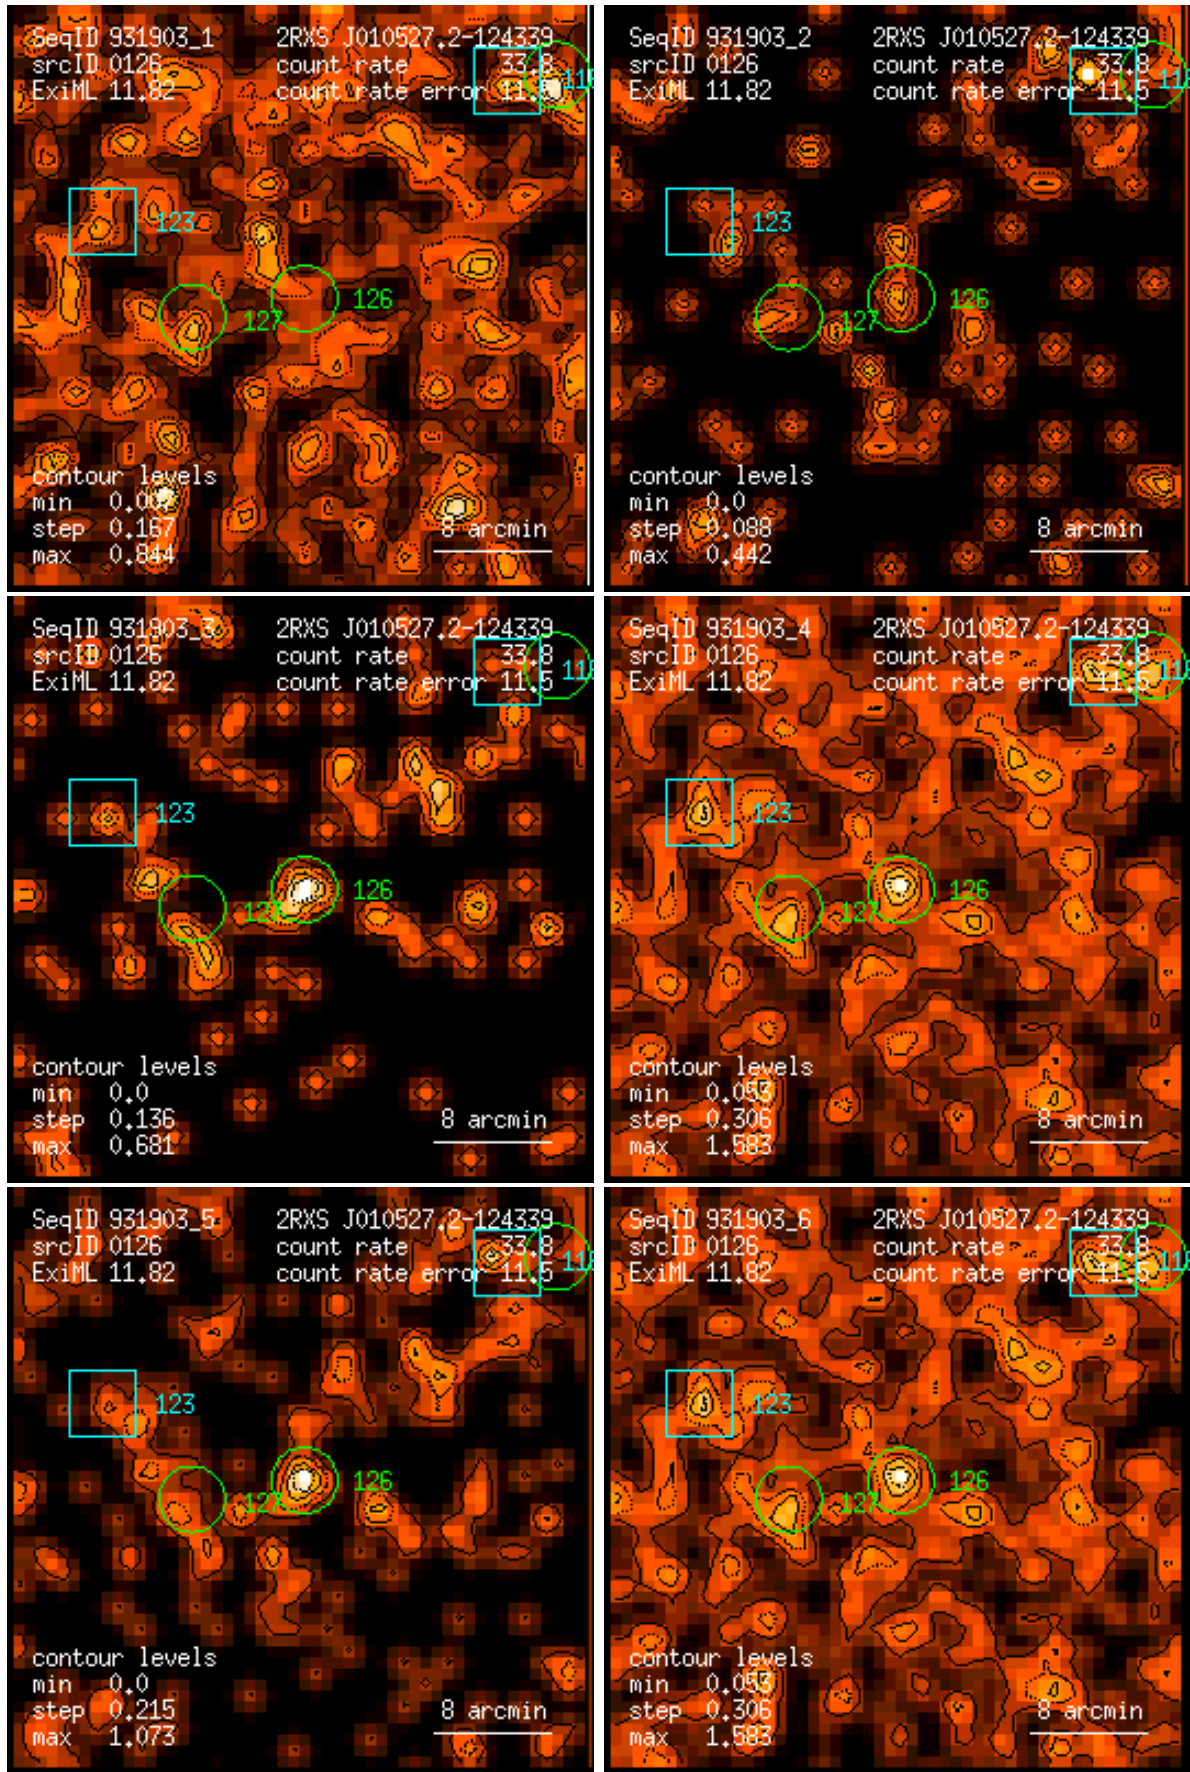 SeqID 931903_1 2RXS J010527.2-124339
srcID 0126 count rate 33.8
ExiML 11.82 count rate error 11.5
123
126
127
contour levels
min 0.007
step 0.167 8 arcmin
max 0.844
SeqID 931903_2 2RXS J010527.2-124339
srcID 0126 count rate 33.8
ExiML 11.82 count rate error 11.5
123
126
127
contour levels
min 0.0
step 0.088 8 arcmin
max 0.442
SeqID 931903_3 2RXS J010527.2-124339
srcID 0126 count rate 33.8
ExiML 11.82 count rate error 11.5
123
126
127
contour levels
min 0.0
step 0.136 8 arcmin
max 0.681
SeqID 931903_4 2RXS J010527.2-124339
srcID 0126 count rate 33.8
ExiML 11.82 count rate error 11.5
123
126
127
contour levels
min 0.053
step 0.306 8 arcmin
max 1.583
SeqID 931903_5 2RXS J010527.2-124339
srcID 0126 count rate 33.8
ExiML 11.82 count rate error 11.5
123
126
127
contour levels
min 0.0
step 0.215 8 arcmin
max 1.073
SeqID 931903_6 2RXS J010527.2-124339
srcID 0126 count rate 33.8
ExiML 11.82 count rate error 11.5
123
126
127
contour levels
min 0.053
step 0.306 8 arcmin
max 1.583